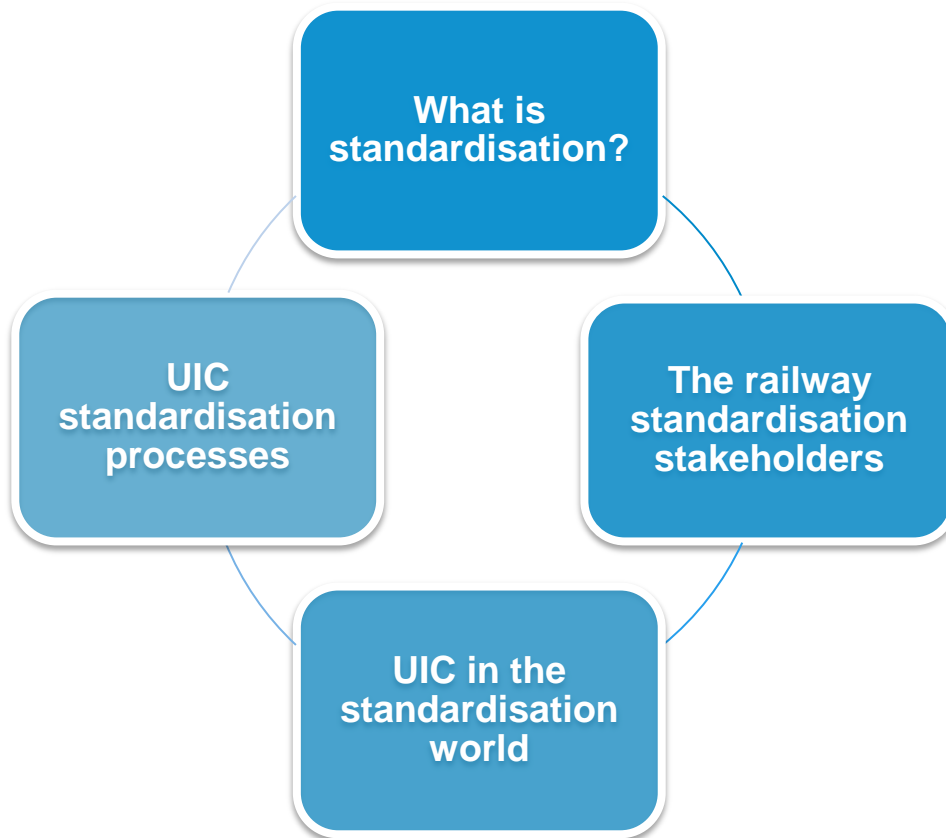 What is
standardisation?
The railway
standardisation
stakeholders
UIC in the
standardisation
world
UIC
standardisation
processes